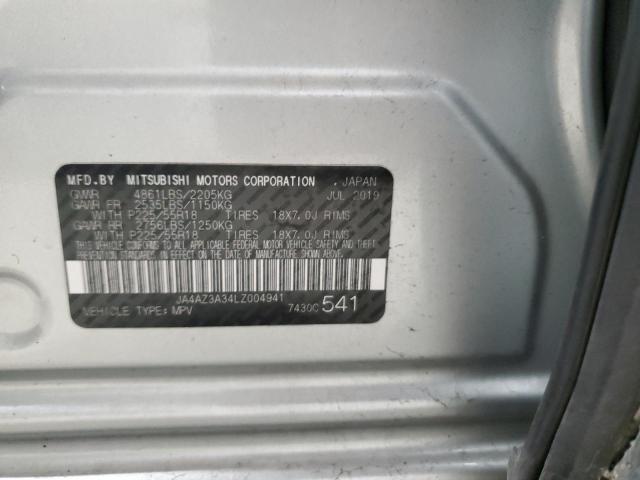 MFD.BY MITSUBISHI MOTORS CORPORATION . JAPAN
GVWR 4861LBS/2205KG JUL 2019
GAWR FR 2535LBS/1150KG
WITH P225/55R18 TIRES 18X7.0J RIMS
GAWR RR 2756LBS/1250KG
WITH P225/55R18 TIRES 18X7.0J RIMS
THIS VEHICLE CONFORMS TO ALL APPLICABLE
FEDERAL MOTOR VEHICLE SAFETY AND THEFT
PREVENTION STANDARDS IN EFFECT ON THE
DATE OF MANUFACTURE SHOWN ABOVE.
JA4AZ3A34LZ004941
VEHICLE TYPE:MPV 7430C 541